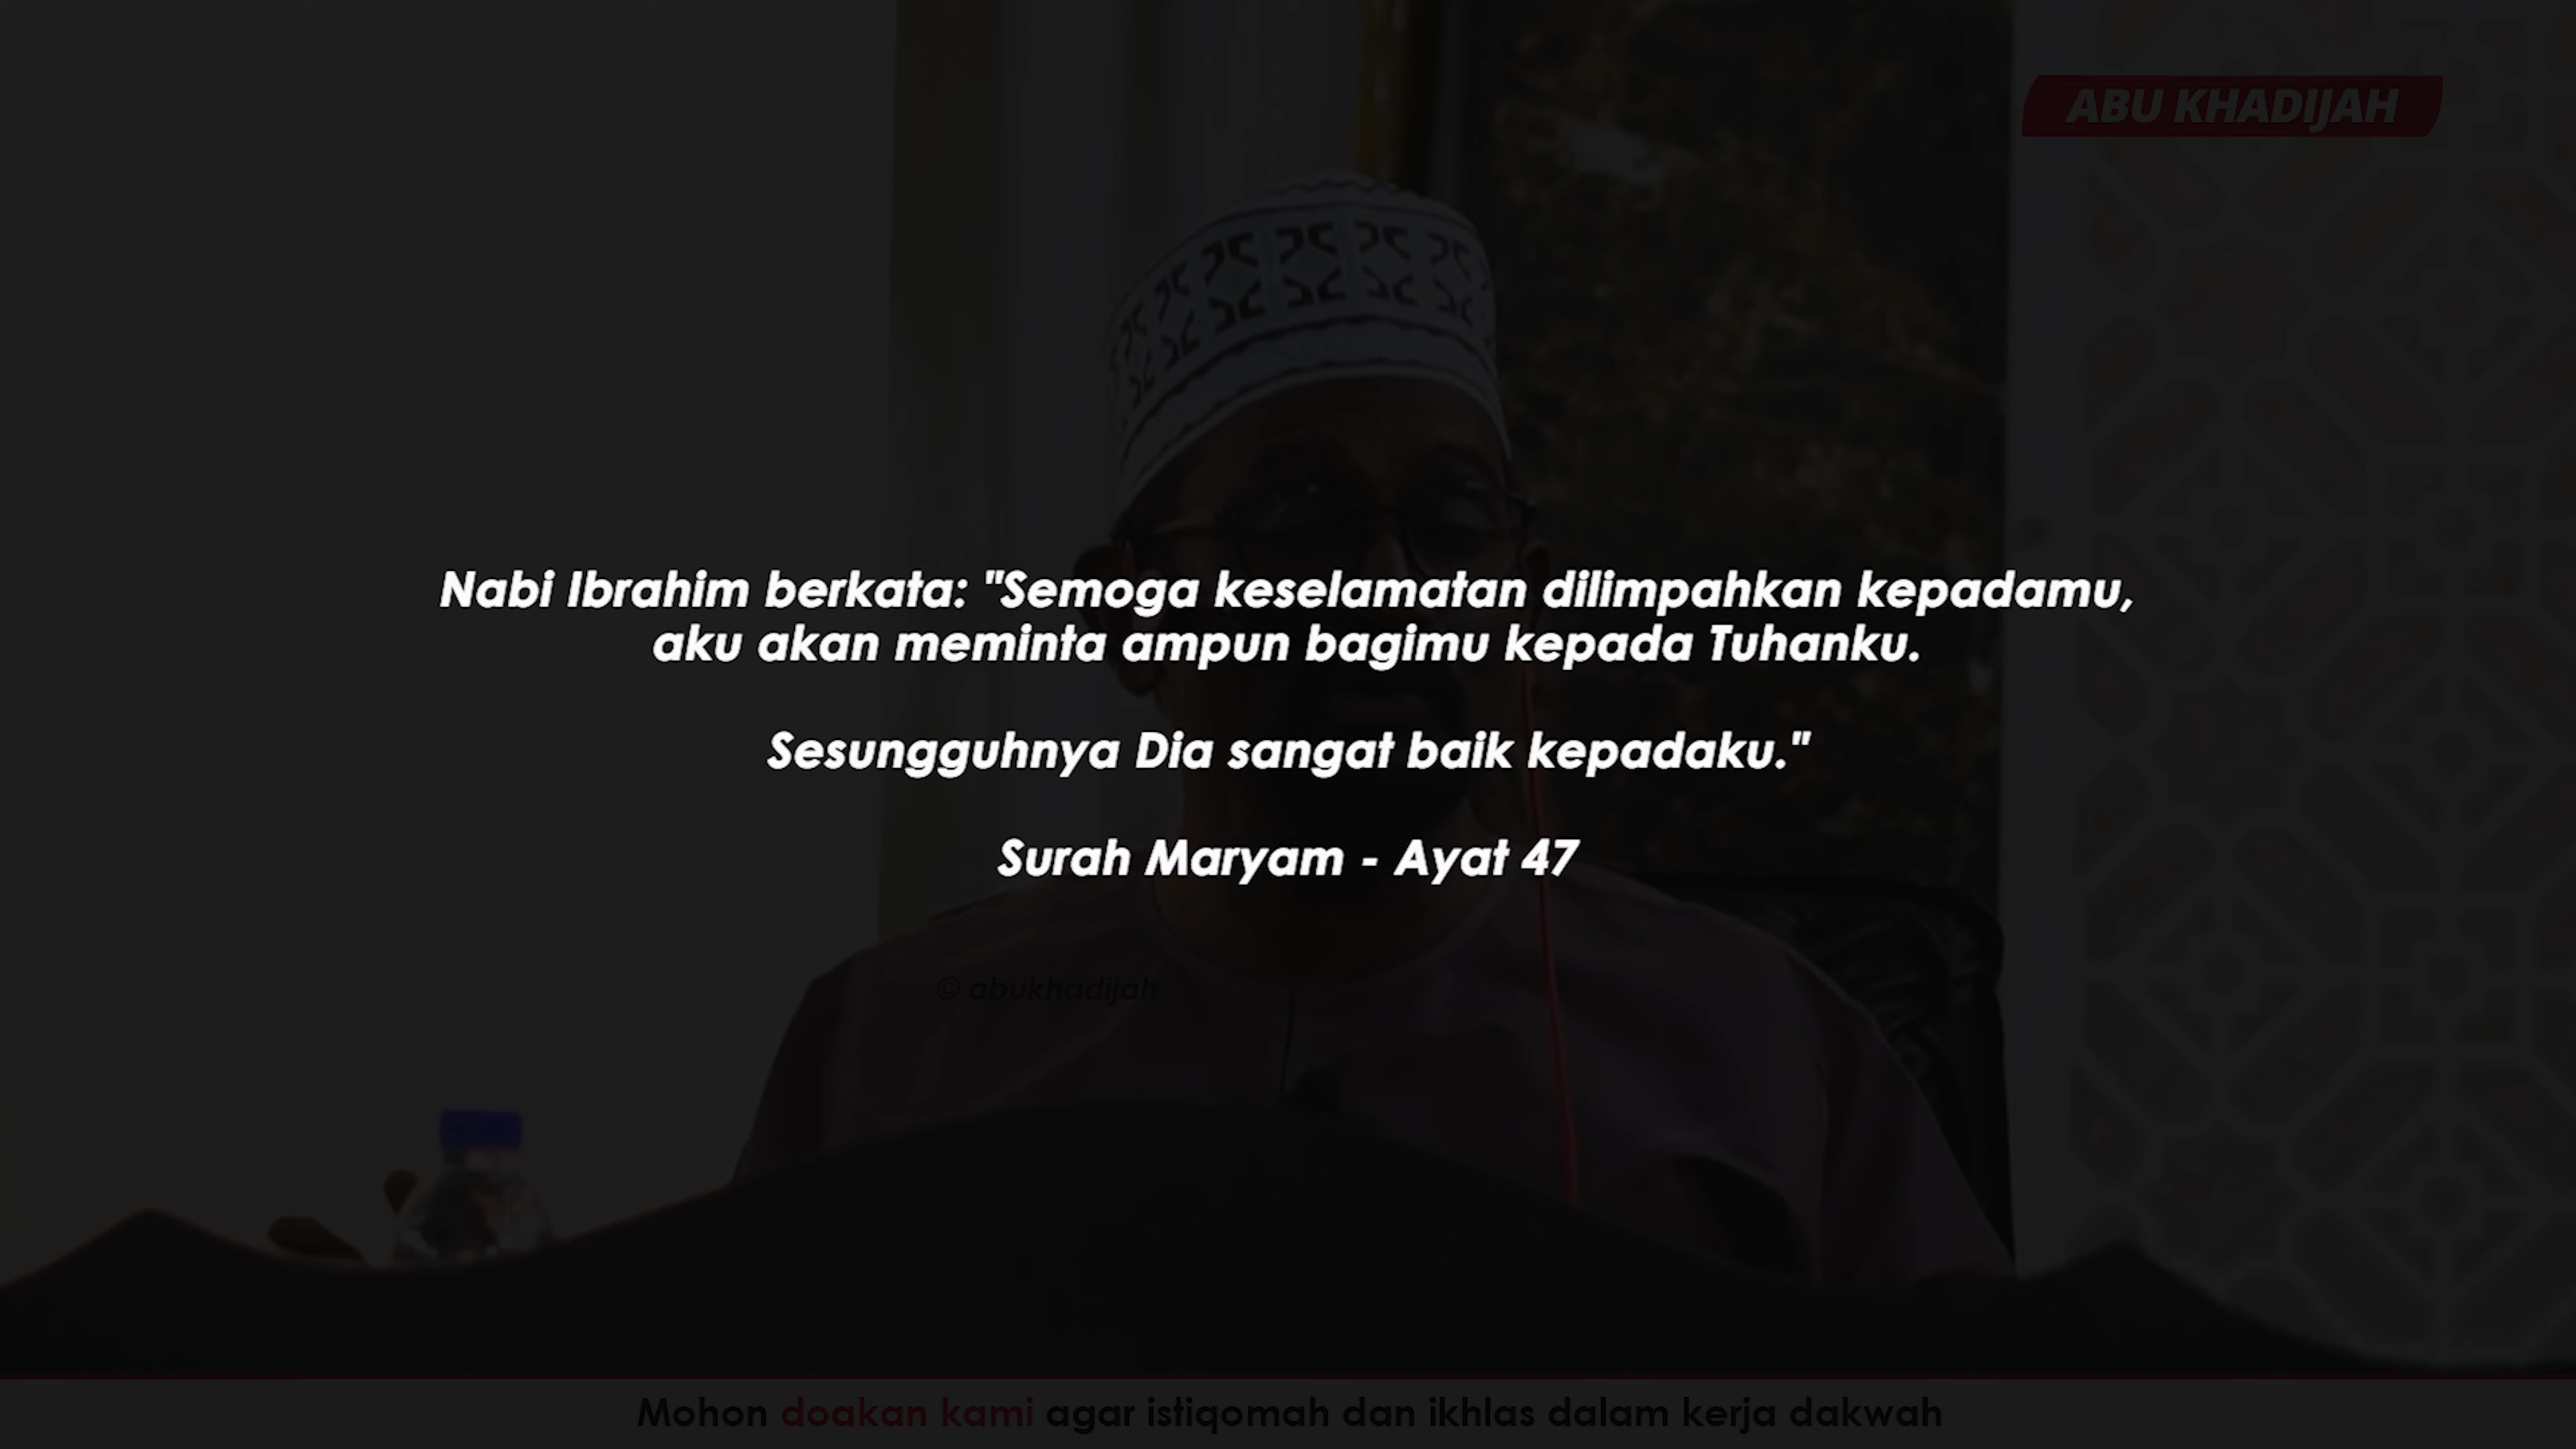 ABU KHADIJAH
Nabi Ibrahim berkata: "Semoga keselamatan dilimpahkan kepadamu,
aku akan meminta ampun bagimu kepada Tuhanku.
Sesungguhnya Dia sangat baik kepadaku."
Surah Maryam - Ayat 47
© abukhadijah
Mohon doakan kami agar istiqomah dan ikhlas dalam kerja dakwah